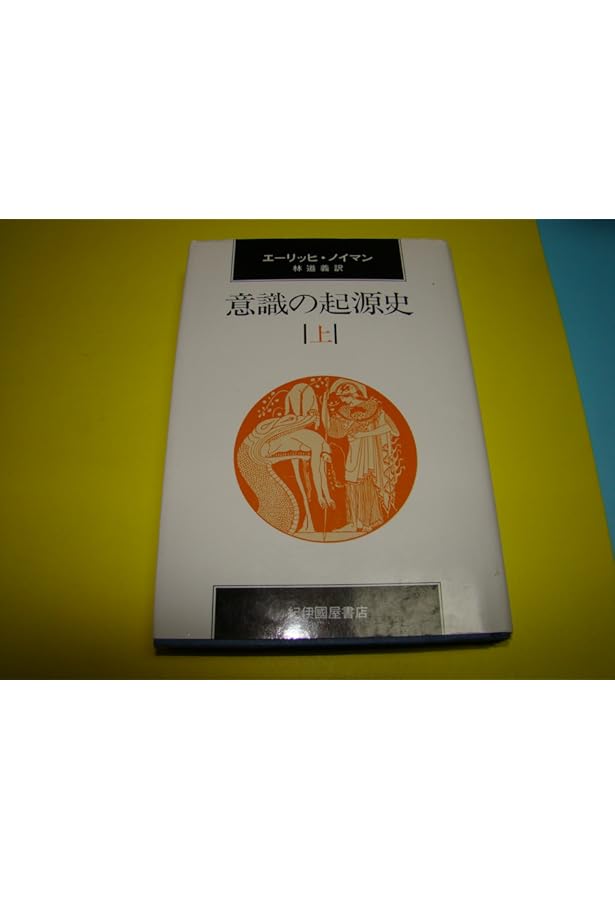 エーリッヒ・ノイマン
林道義訳
意識の起源史
上
紀伊國屋書店